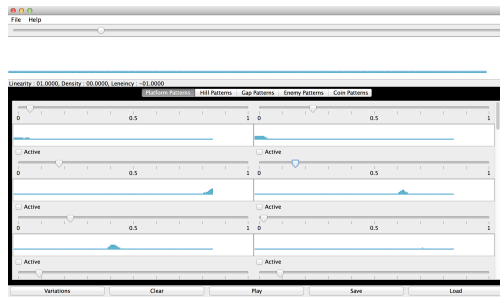 File Help
Linearity : 01.0000, Density : 00.0000, Leneincy : -01.0000
Platform Patterns Hill Patterns Gap Patterns Enemy Patterns Coin Patterns
0 0.5 1 0 0.5 1
Active Active
0 0.5 1 0 0.5 1
Active Active
0 0.5 1 0 0.5 1
Active Active
Variations Clear Play Save Load